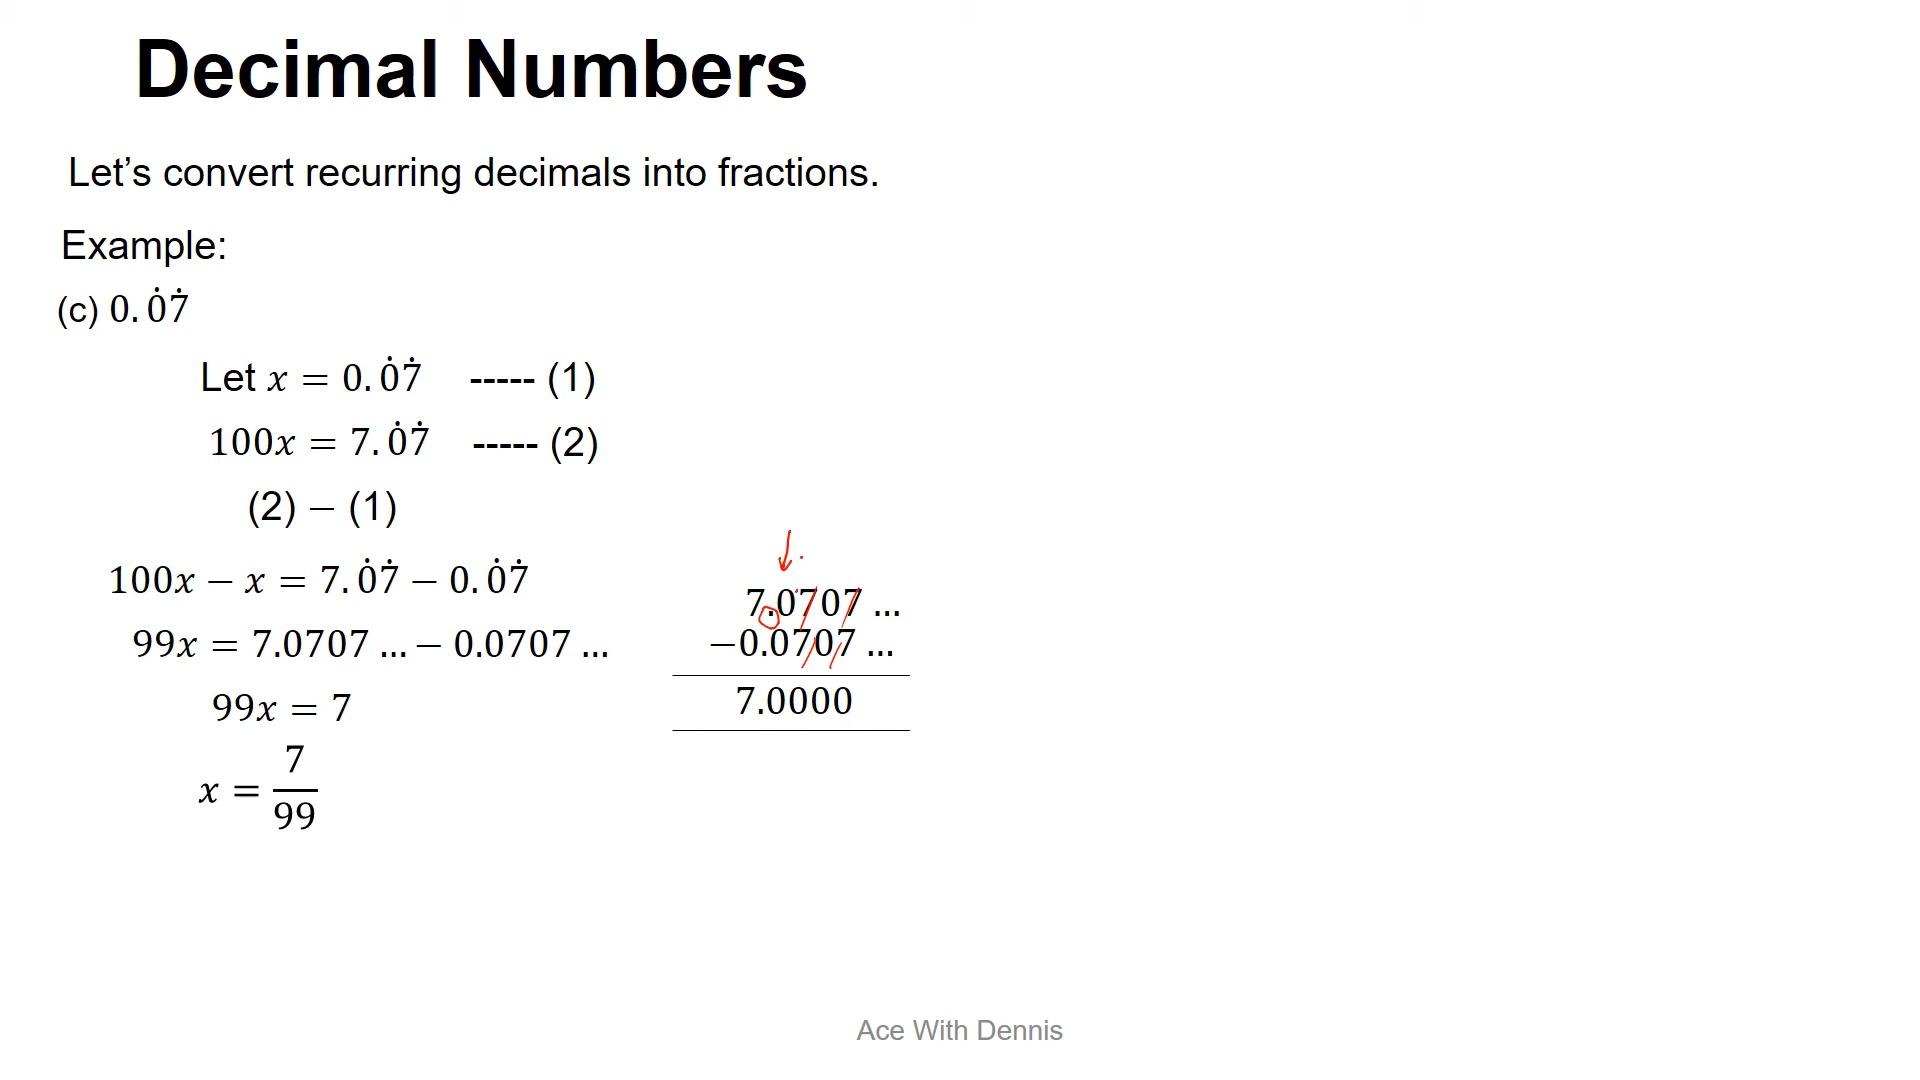 Decimal Numbers
Let’s convert recurring decimals into fractions.
Example:
(c) 0.0̇7̇
Let x = 0.0̇7̇ ----- (1)
100x = 7.0̇7̇ ----- (2)
(2) − (1)
100x − x = 7.0̇7̇ − 0.0̇7̇
99x = 7.0707 … − 0.0707 …
99x = 7
x = 7/99
7.0707 …
−0.0707 …
7.0000
Ace With Dennis